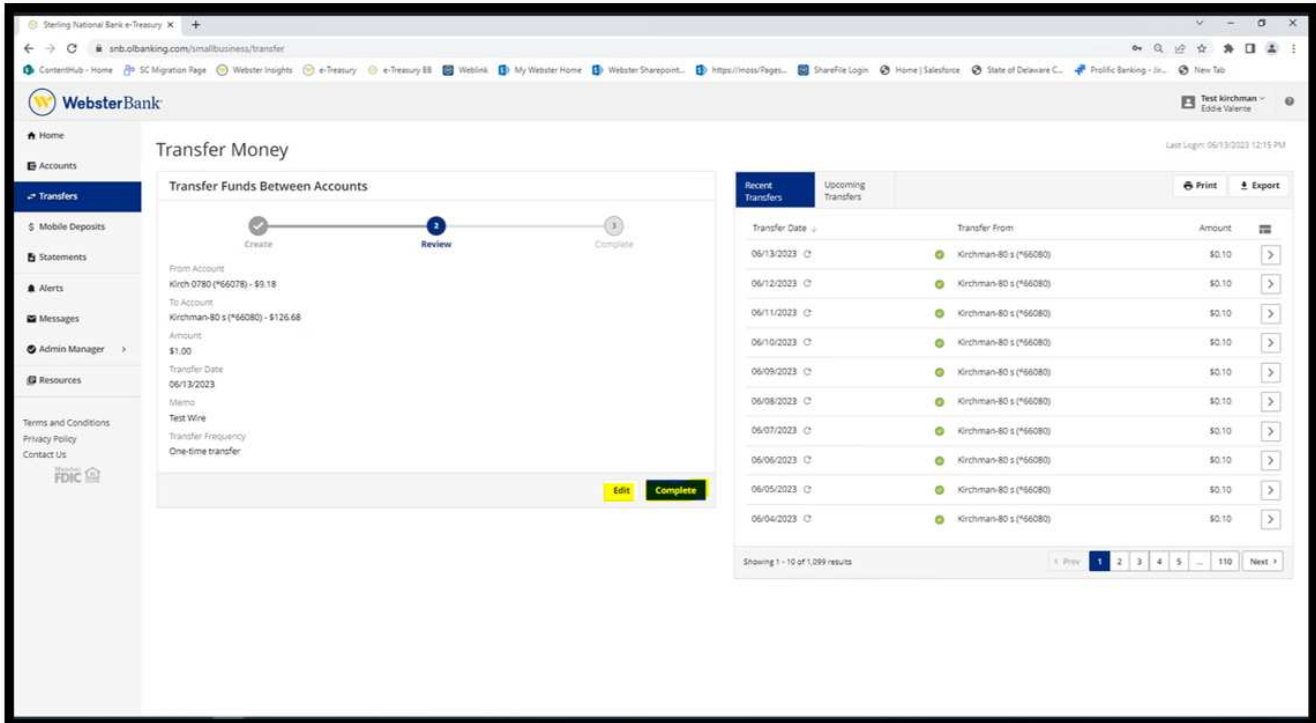 Sterling National Bank e-Treasury
snb.olbanking.com/smallbusiness/transfer
ContentHub - Home SC Migration Page Webster Insights e-Treasury e-Treasury BB Weblink My Webster Home Webster Sharepoint... https://moss/Pages... ShareFile Login Home | Salesforce State of Delaware C... Prolific Banking - Jir... New Tab
WebsterBank
Test kirchman
Eddie Valente
Home
Accounts
Transfers
$ Mobile Deposits
Statements
Alerts
Messages
Admin Manager >
Resources
Terms and Conditions
Privacy Policy
Contact Us
Member
FDIC
Transfer Money
Last Login: 06/13/2023 12:15 PM
Transfer Funds Between Accounts
2 3
Create Review Complete
From Account
Kirch 0780 (*66078) - $9.18
To Account
Kirchman-80 s (*66080) - $126.68
Amount
$1.00
Transfer Date
06/13/2023
Memo
Test Wire
Transfer Frequency
One-time transfer
Edit Complete
Recent Transfers
Upcoming Transfers
Print Export
Transfer Date Transfer From Amount
06/13/2023 Kirchman-80 s (*66080) $0.10
06/12/2023 Kirchman-80 s (*66080) $0.10
06/11/2023 Kirchman-80 s (*66080) $0.10
06/10/2023 Kirchman-80 s (*66080) $0.10
06/09/2023 Kirchman-80 s (*66080) $0.10
06/08/2023 Kirchman-80 s (*66080) $0.10
06/07/2023 Kirchman-80 s (*66080) $0.10
06/06/2023 Kirchman-80 s (*66080) $0.10
06/05/2023 Kirchman-80 s (*66080) $0.10
06/04/2023 Kirchman-80 s (*66080) $0.10
Showing 1 - 10 of 1,099 results
< Prev 1 2 3 4 5 ... 110 Next >